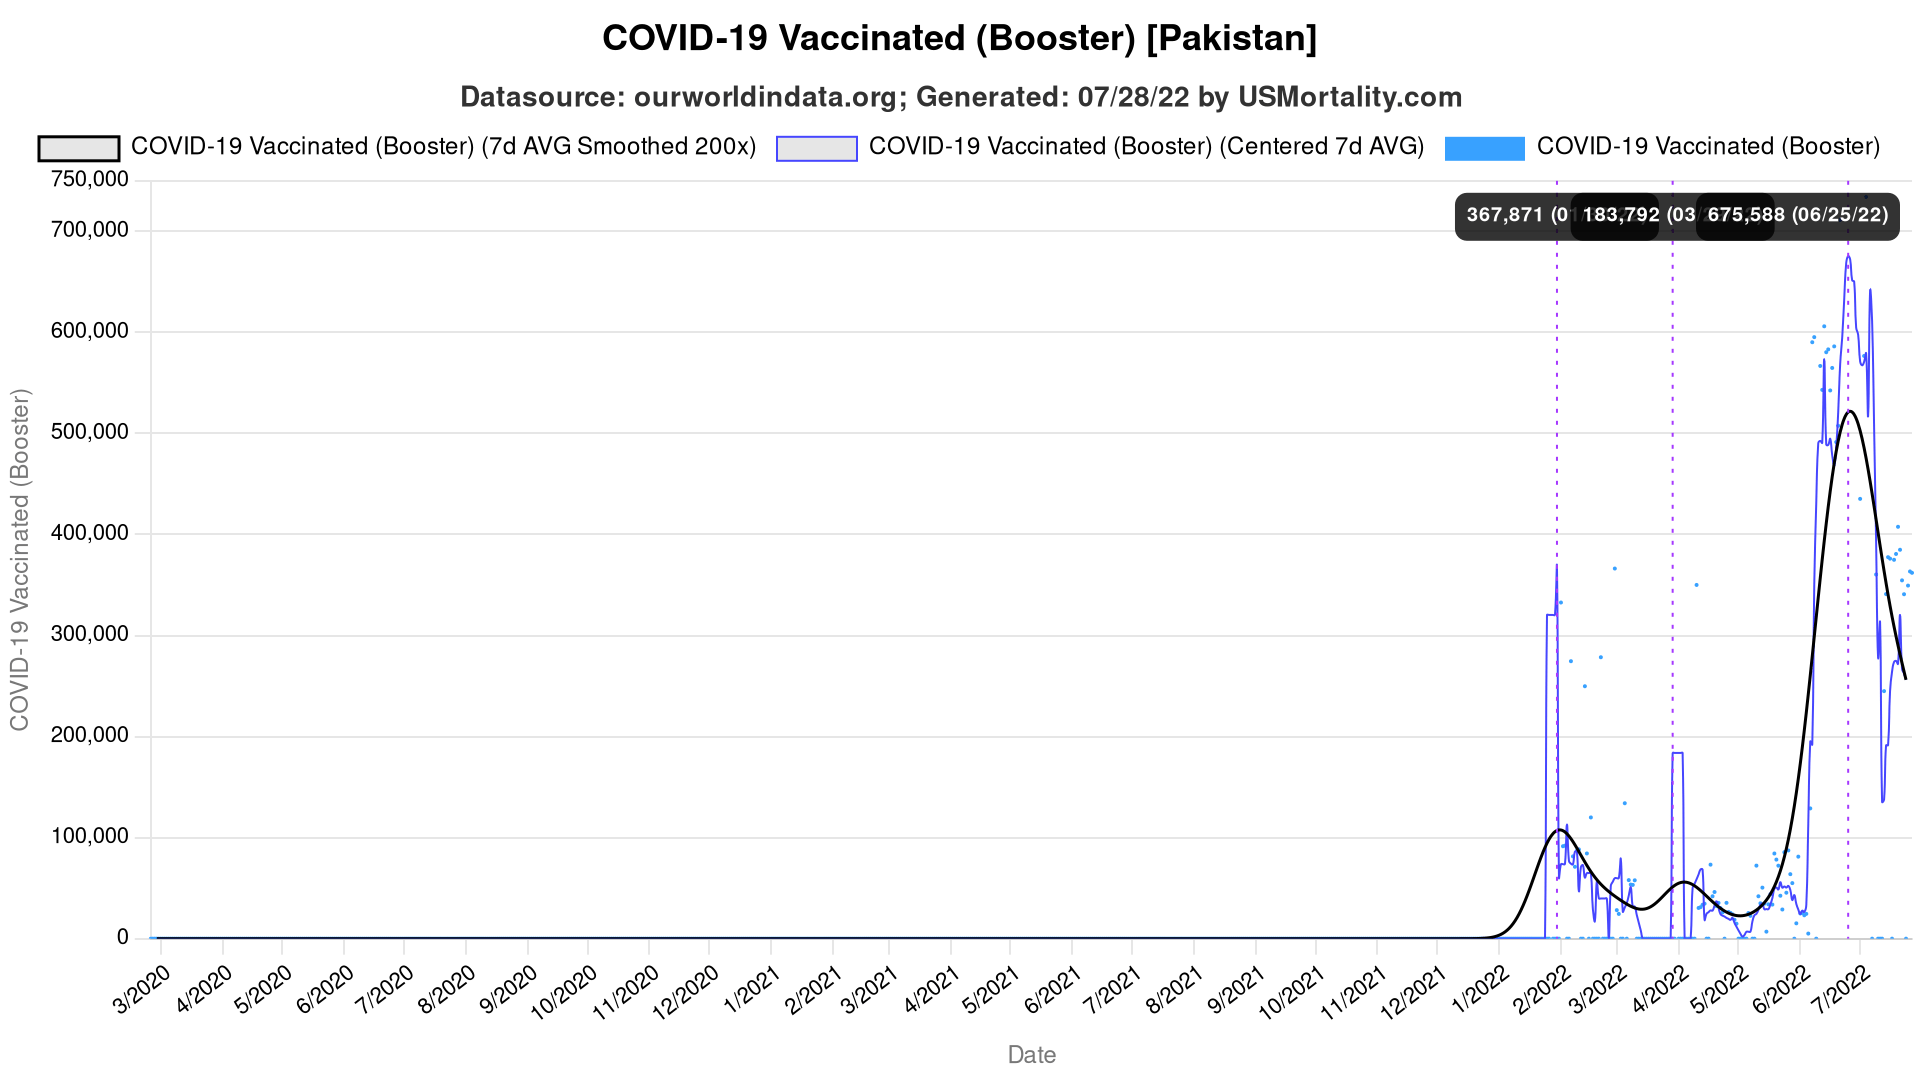 COVID-19 Vaccinated (Booster) [Pakistan]
Datasource: ourworldindata.org; Generated: 07/28/22 by USMortality.com
COVID-19 Vaccinated (Booster) (7d AVG Smoothed 200x) COVID-19 Vaccinated (Booster) (Centered 7d AVG) COVID-19 Vaccinated (Booster)
750,000
700,000
600,000
500,000
400,000
300,000
200,000
100,000
0
COVID-19 Vaccinated (Booster)
367,871 (01 183,792 (03/ 675,588 (06/25/22)
3/2020 4/2020 5/2020 6/2020 7/2020 8/2020 9/2020 10/2020 11/2020 12/2020 1/2021 2/2021 3/2021 4/2021 5/2021 6/2021 7/2021 8/2021 9/2021 10/2021 11/2021 12/2021 1/2022 2/2022 3/2022 4/2022 5/2022 6/2022 7/2022
Date